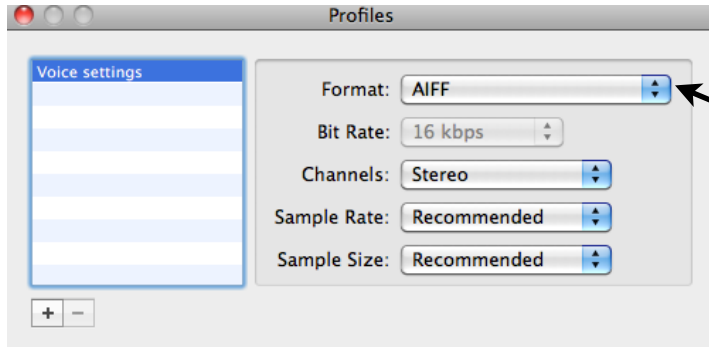 Profiles
Voice settings
Format: AIFF
Bit Rate: 16 kbps
Channels: Stereo
Sample Rate: Recommended
Sample Size: Recommended
+ −